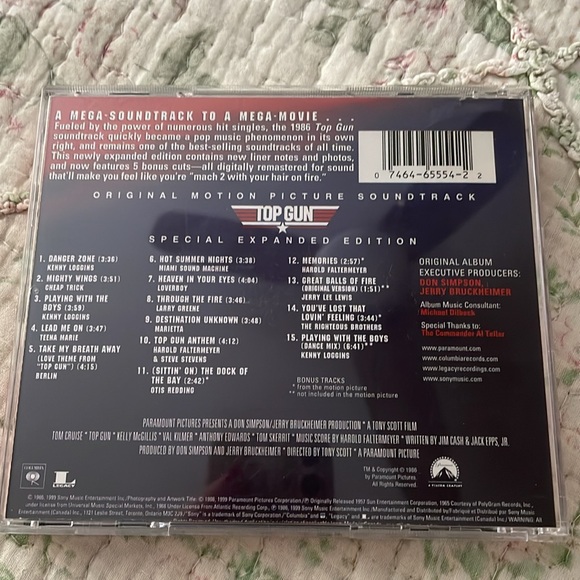 A MEGA-SOUNDTRACK TO A MEGA-MOVIE . . .
Fueled by the power of numerous hit singles, the 1986 Top Gun
soundtrack quickly became a pop music phenomenon in its own
right, and remains one of the best-selling soundtracks of all time.
This newly expanded edition contains new liner notes and photos,
and now features 5 bonus cuts—all digitally remastered for sound
that'll make you feel like you're "mach 2 with your hair on fire."
0 7464-65554-2 2
ORIGINAL MOTION PICTURE SOUNDTRACK
TOP GUN
SPECIAL EXPANDED EDITION
1. DANGER ZONE (3:36)
KENNY LOGGINS
2. MIGHTY WINGS (3:51)
CHEAP TRICK
3. PLAYING WITH THE
BOYS (3:59)
KENNY LOGGINS
4. LEAD ME ON (3:47)
TEENA MARIE
5. TAKE MY BREATH AWAY
(LOVE THEME FROM
"TOP GUN") (4:15)
BERLIN
6. HOT SUMMER NIGHTS (3:38)
MIAMI SOUND MACHINE
7. HEAVEN IN YOUR EYES (4:04)
LOVERBOY
8. THROUGH THE FIRE (3:46)
LARRY GREENE
9. DESTINATION UNKNOWN (3:48)
MARIETTA
10. TOP GUN ANTHEM (4:12)
HAROLD FALTERMEYER
& STEVE STEVENS
11. (SITTIN' ON) THE DOCK OF
THE BAY (2:42)*
OTIS REDDING
12. MEMORIES (2:57)*
HAROLD FALTERMEYER
13. GREAT BALLS OF FIRE
(ORIGINAL VERSION) (1:51)**
JERRY LEE LEWIS
14. YOU'VE LOST THAT
LOVIN' FEELING (3:44)*
THE RIGHTEOUS BROTHERS
15. PLAYING WITH THE BOYS
(DANCE MIX) (6:41)**
KENNY LOGGINS
BONUS TRACKS
* from the motion picture
** not included in the motion picture
ORIGINAL ALBUM
EXECUTIVE PRODUCERS:
DON SIMPSON,
JERRY BRUCKHEIMER
Album Music Consultant:
Michael Dilbeck
Special Thanks to:
The Commander Al Tellas
www.paramount.com
www.columbiarecords.com
www.legacyrecordings.com
www.sonymusic.com
PARAMOUNT PICTURES PRESENTS A DON SIMPSON/JERRY BRUCKHEIMER PRODUCTION • A TONY SCOTT FILM
TOM CRUISE • TOP GUN • KELLY McGILLIS • VAL KILMER • ANTHONY EDWARDS • TOM SKERRIT • MUSIC SCORE BY HAROLD FALTERMEYER • WRITTEN BY JIM CASH & JACK EPPS, JR.
PRODUCED BY DON SIMPSON AND JERRY BRUCKHEIMER • DIRECTED BY TONY SCOTT • A PARAMOUNT PICTURE
COLUMBIA
LEGACY
TM & Copyright © 1986
by Paramount Pictures.
All Rights Reserved.
Paramount